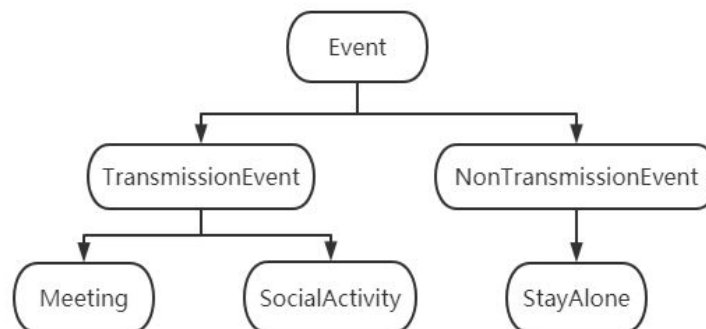 Event
TransmissionEvent
NonTransmissionEvent
Meeting
SocialActivity
StayAlone